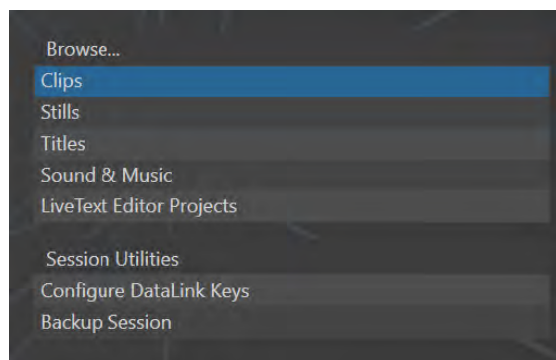 Browse...
Clips
Stills
Titles
Sound & Music
LiveText Editor Projects
Session Utilities
Configure DataLink Keys
Backup Session